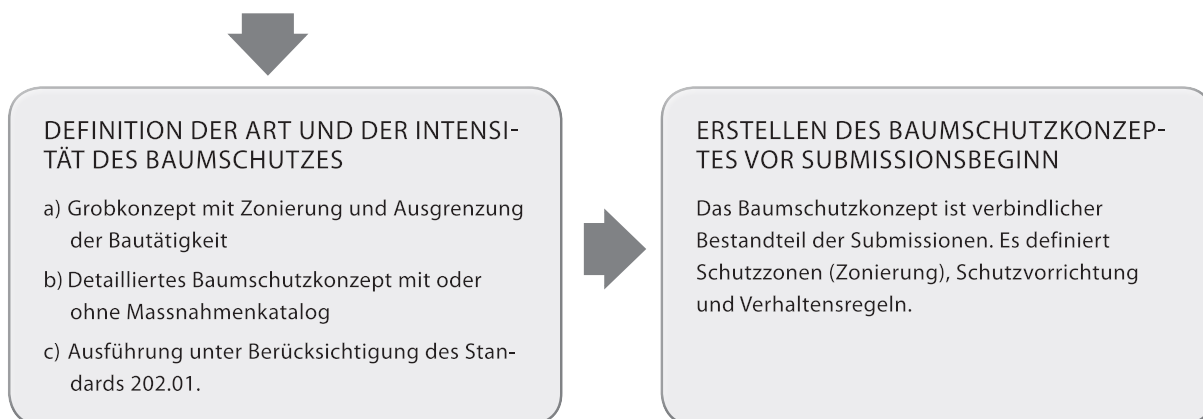 DEFINITION DER ART UND DER INTENSI-
TÄT DES BAUMSCHUTZES
a) Grobkonzept mit Zonierung und Ausgrenzung
der Bautätigkeit
b) Detailliertes Baumschutzkonzept mit oder
ohne Massnahmenkatalog
c) Ausführung unter Berücksichtigung des Stan-
dards 202.01.
ERSTELLEN DES BAUMSCHUTZKONZEP-
TES VOR SUBMISSIONSBEGINN
Das Baumschutzkonzept ist verbindlicher
Bestandteil der Submissionen. Es definiert
Schutzzonen (Zonierung), Schutzvorrichtung
und Verhaltensregeln.